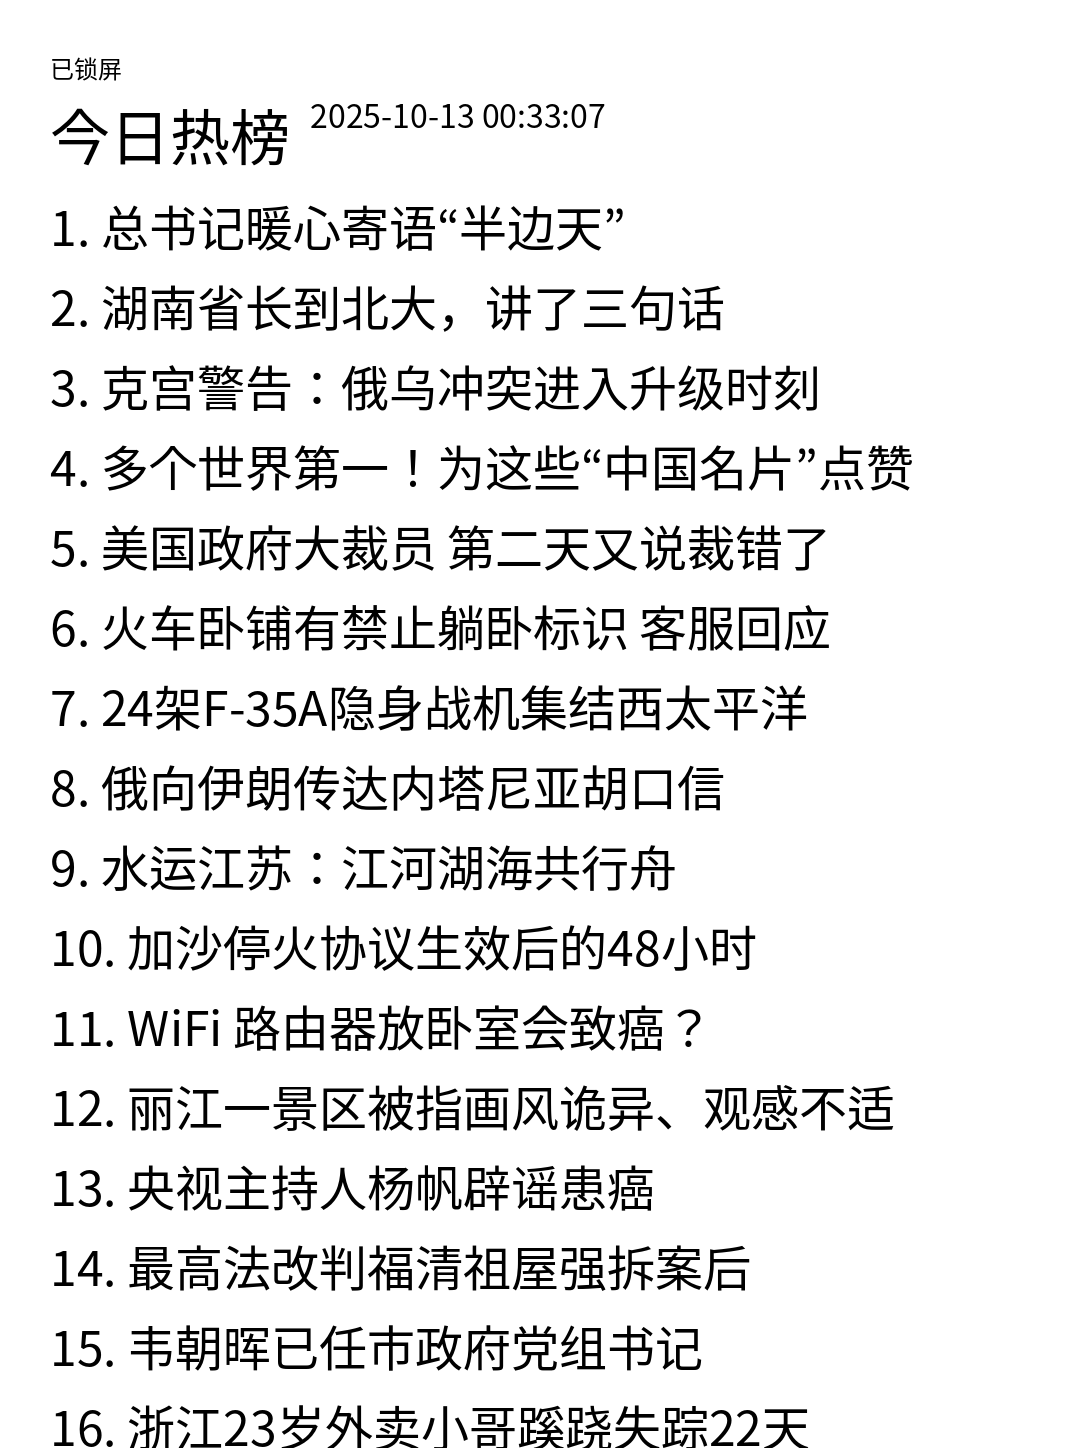 已锁屏
今日热榜 2025-10-13 00:33:07
1. 总书记暖心寄语“半边天”
2. 湖南省长到北大，讲了三句话
3. 克宫警告：俄乌冲突进入升级时刻
4. 多个世界第一！为这些“中国名片”点赞
5. 美国政府大裁员 第二天又说裁错了
6. 火车卧铺有禁止躺卧标识 客服回应
7. 24架F-35A隐身战机集结西太平洋
8. 俄向伊朗传达内塔尼亚胡口信
9. 水运江苏：江河湖海共行舟
10. 加沙停火协议生效后的48小时
11. WiFi 路由器放卧室会致癌？
12. 丽江一景区被指画风诡异、观感不适
13. 央视主持人杨帆辟谣患癌
14. 最高法改判福清祖屋强拆案后
15. 韦朝晖已任市政府党组书记
16. 浙江23岁外卖小哥蹊跷失踪22天